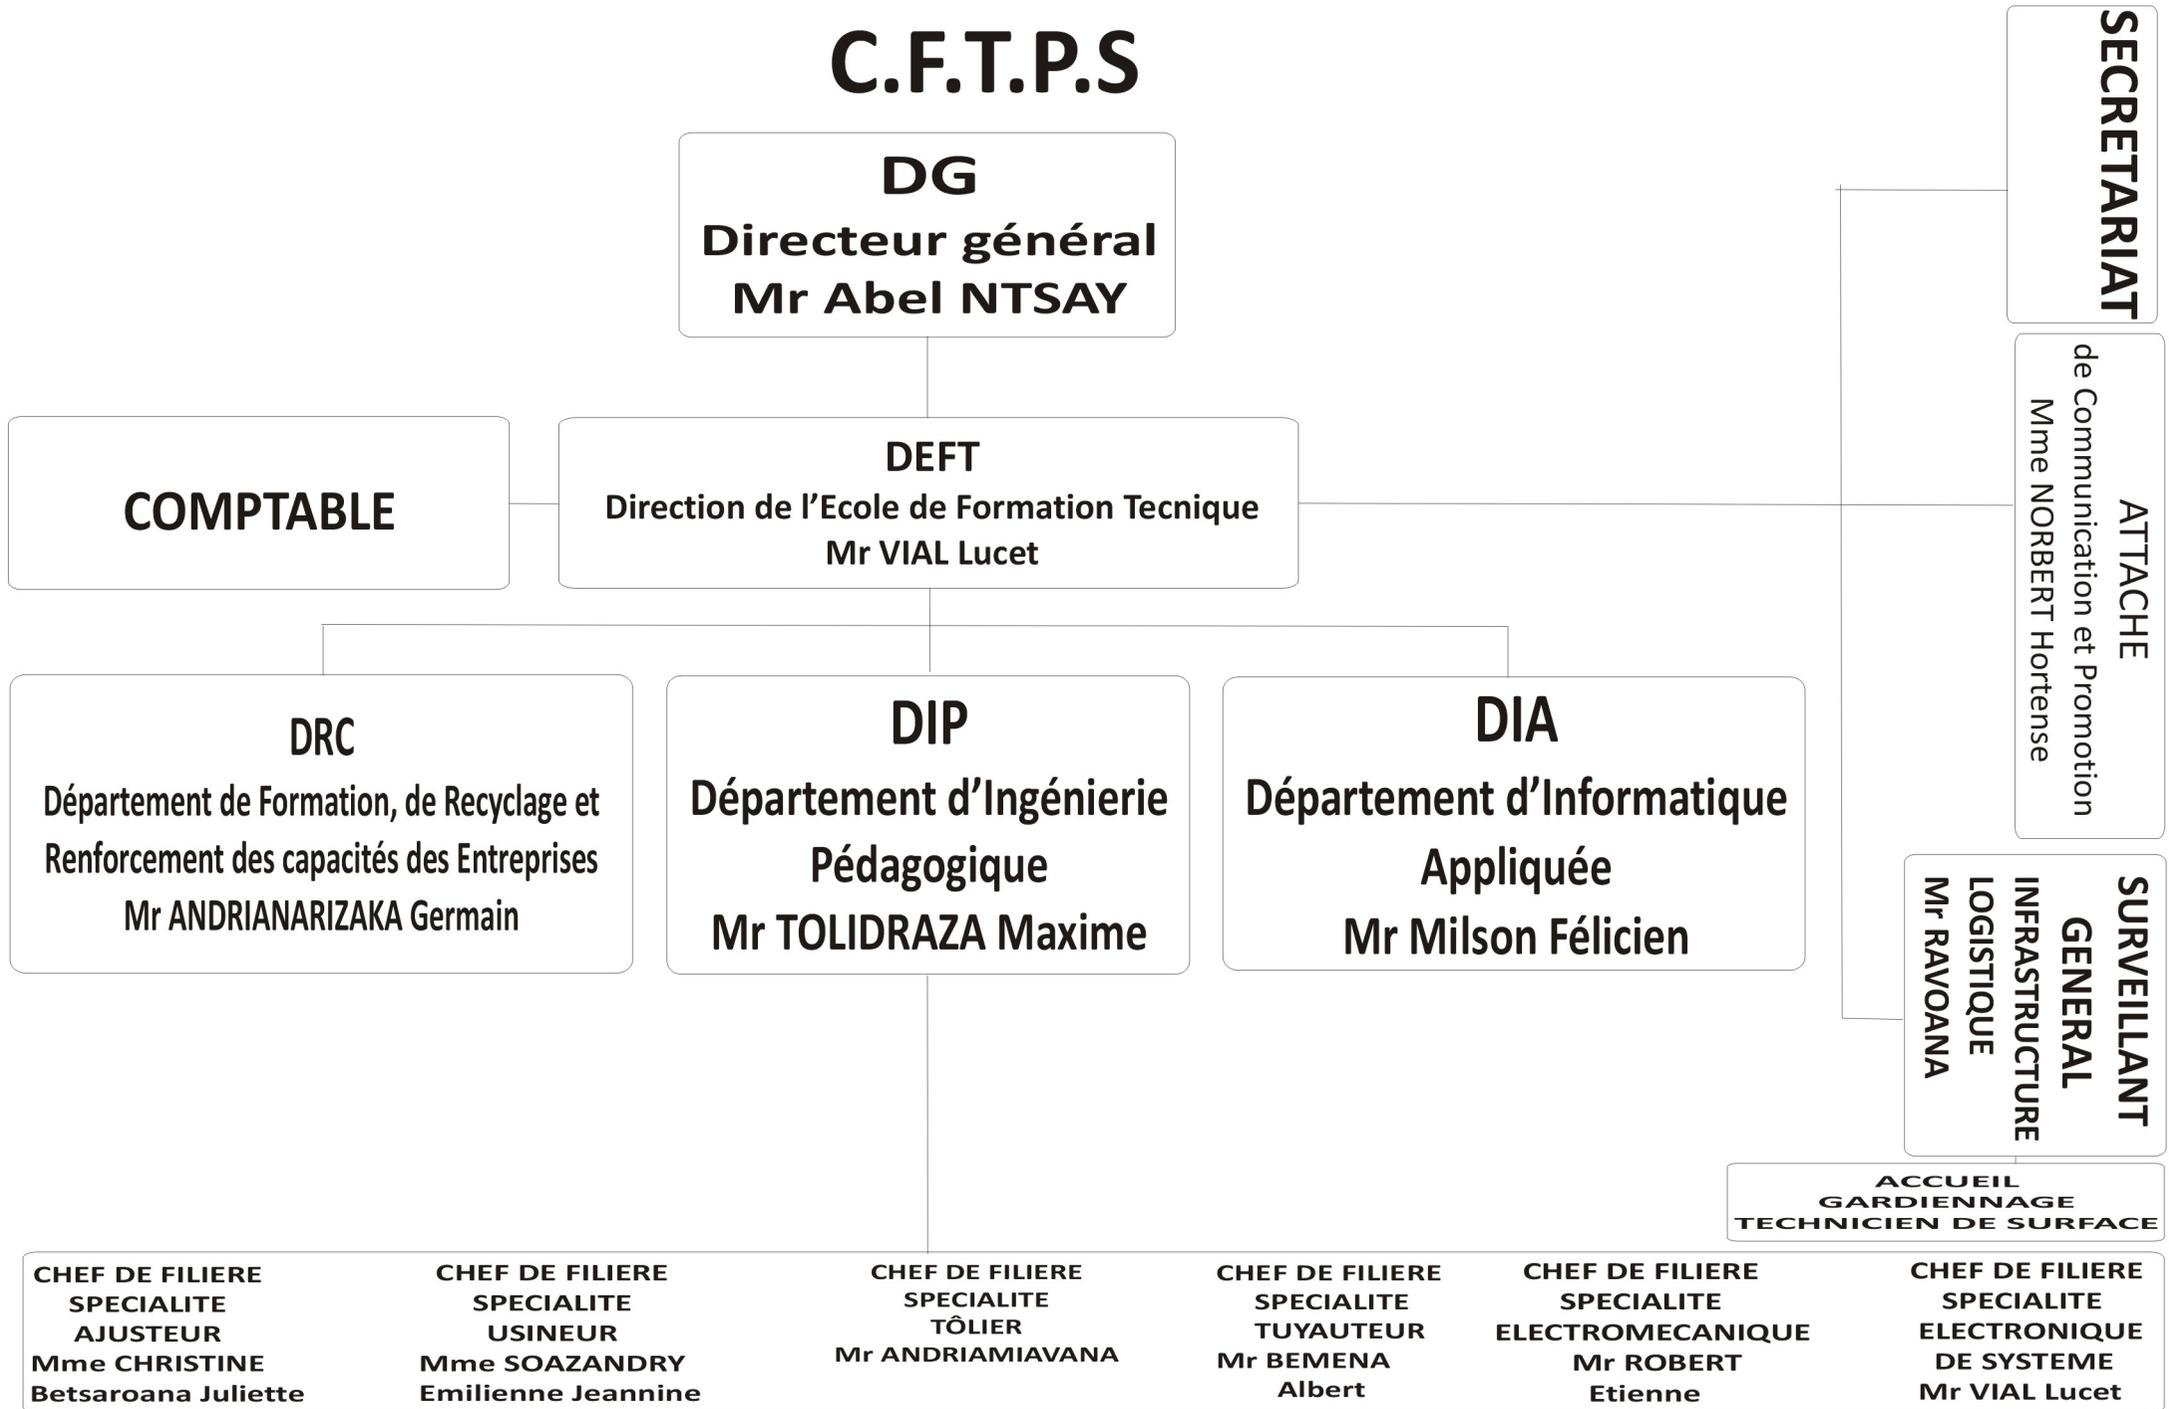 C.F.T.P.S
DG
Directeur général
Mr Abel NTSAY
SECRETARIAT
COMPTABLE
DEFT
Direction de l’Ecole de Formation Tecnique
Mr VIAL Lucet
ATTACHE
de Communication et Promotion
Mme NORBERT Hortense
DRC
Département de Formation, de Recyclage et
Renforcement des capacités des Entreprises
Mr ANDRIANARIZAKA Germain
DIP
Département d’Ingénierie
Pédagogique
Mr TOLIDRAZA Maxime
DIA
Département d’Informatique
Appliquée
Mr Milson Félicien
SURVEILLANT
GENERAL
INFRASTRUCTURE
LOGISTIQUE
Mr RAVOANA
ACCUEIL
GARDIENNAGE
TECHNICIEN DE SURFACE
CHEF DE FILIERE
SPECIALITE
AJUSTEUR
Mme CHRISTINE
Betsaroana Juliette
CHEF DE FILIERE
SPECIALITE
USINEUR
Mme SOAZANDRY
Emilienne Jeannine
CHEF DE FILIERE
SPECIALITE
TÔLIER
Mr ANDRIAMIAVANA
CHEF DE FILIERE
SPECIALITE
TUYAUTEUR
Mr BEMENA
Albert
CHEF DE FILIERE
SPECIALITE
ELECTROMECANIQUE
Mr ROBERT
Etienne
CHEF DE FILIERE
SPECIALITE
ELECTRONIQUE
DE SYSTEME
Mr VIAL Lucet